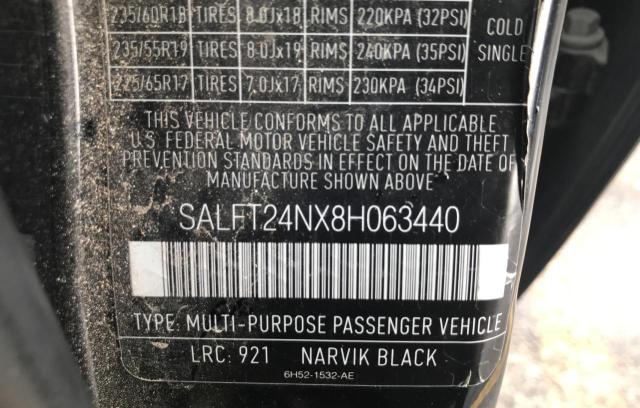 235/60R18 TIRES 8.0Jx18 RIMS 220KPA (32PSI) COLD
235/55R19 TIRES 8.0Jx19 RIMS 240KPA (35PSI) SINGLE
225/65R17 TIRES 7.0Jx17 RIMS 230KPA (34PSI)
THIS VEHICLE CONFORMS TO ALL APPLICABLE
U.S. FEDERAL MOTOR VEHICLE SAFETY AND THEFT
PREVENTION STANDARDS IN EFFECT ON THE DATE OF
MANUFACTURE SHOWN ABOVE
SALFT24NX8H063440
TYPE: MULTI-PURPOSE PASSENGER VEHICLE
LRC: 921 NARVIK BLACK
6H52-1532-AE